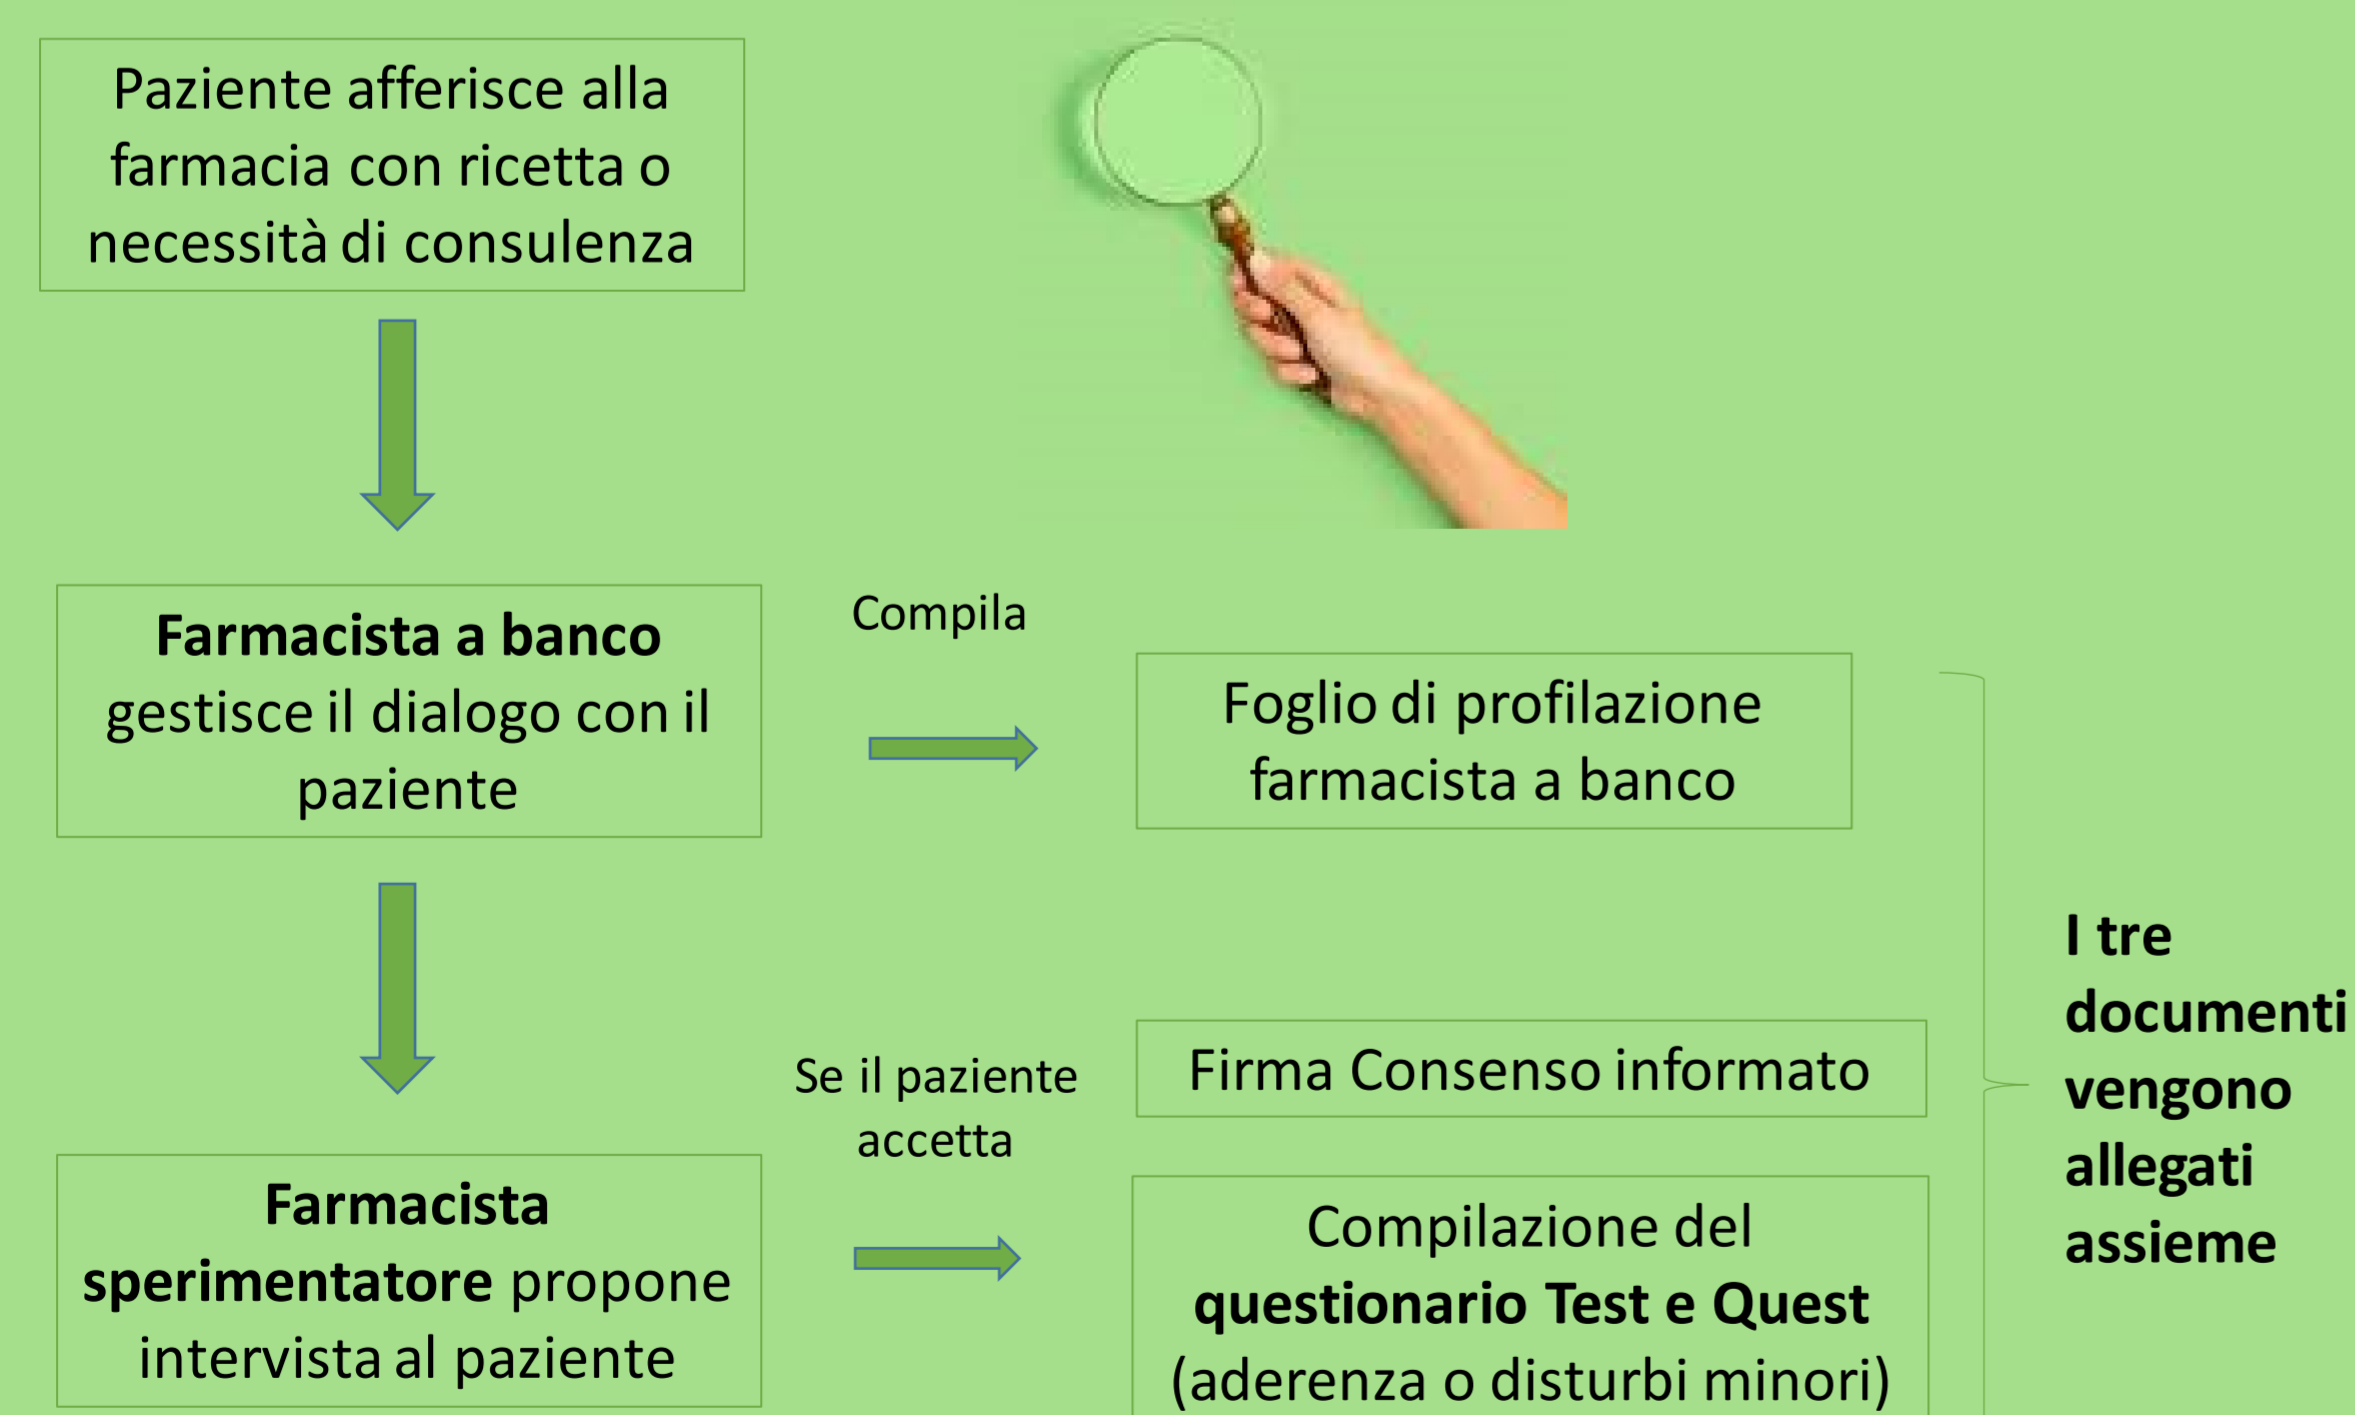 Paziente afferisce alla
farmacia con ricetta o
necessità di consulenza
Farmacista a banco
gestisce il dialogo con il
paziente
Compila
Foglio di profilazione
farmacista a banco
Farmacista
sperimentatore propone
intervista al paziente
Se il paziente
accetta
Firma Consenso informato
Compilazione del
questionario Test e Quest
(aderenza o disturbi minori)
I tre
documenti
vengono
allegati
assieme